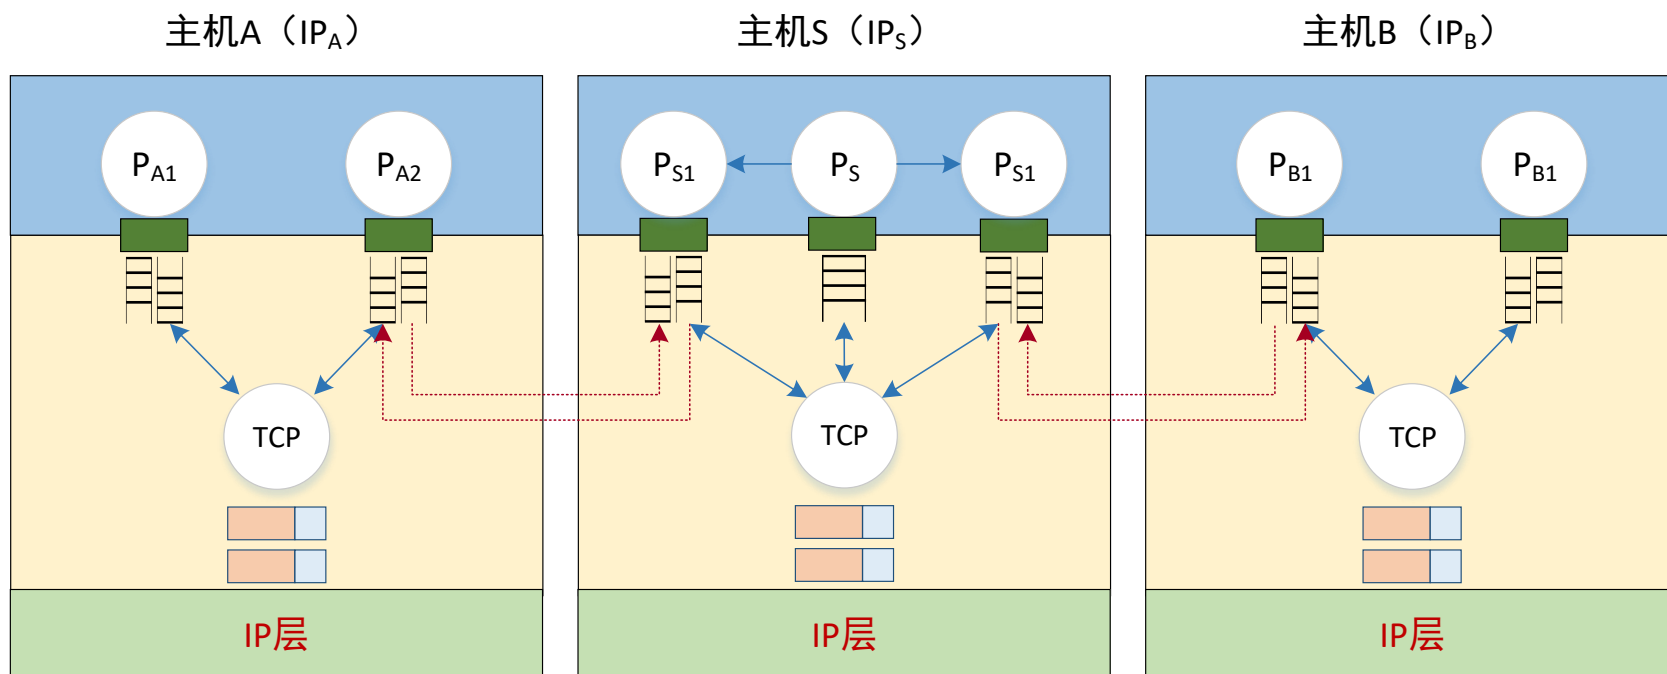 主机A（IPA） 主机S（IPS） 主机B（IPB）
PA1 PA2 PS1 PS PS1 PB1 PB1
TCP TCP TCP
IP层 IP层 IP层